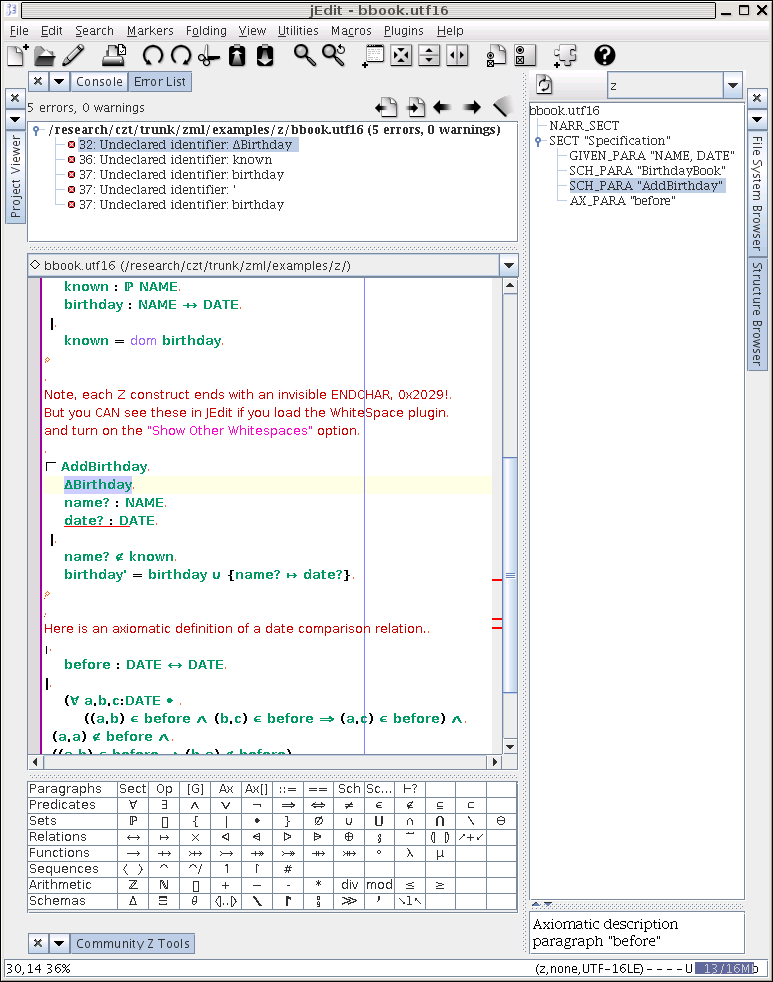 jEdit - bbook.utf16
File Edit Search Markers Folding View Utilities Macros Plugins Help
Console Error List
5 errors, 0 warnings
/research/czt/trunk/zml/examples/z/bbook.utf16 (5 errors, 0 warnings)
32: Undeclared identifier: ΔBirthday
36: Undeclared identifier: known
37: Undeclared identifier: birthday
37: Undeclared identifier: '
37: Undeclared identifier: birthday
Project Viewer
bbook.utf16 (/research/czt/trunk/zml/examples/z/)
known : ℙ NAME.
birthday : NAME ⇸ DATE.
|.
known = dom birthday.
.
Note, each Z construct ends with an invisible ENDCHAR, 0x2029!.
But you CAN see these in JEdit if you load the WhiteSpace plugin.
and turn on the "Show Other Whitespaces" option.
.
┌ AddBirthday.
ΔBirthday.
name? : NAME.
date? : DATE.
|.
name? ∉ known.
birthday' = birthday ∪ {name? ↦ date?}.
.
Here is an axiomatic definition of a date comparison relation..
|.
before : DATE ↔ DATE.
|.
(∀ a,b,c:DATE • .
((a,b) ∈ before ∧ (b,c) ∈ before ⇒ (a,c) ∈ before) ∧.
(a,a) ∉ before ∧.
((a,b) ∈ before ⇒ (b,a) ∉ before)
Paragraphs Sect Op [G] Ax Ax[] ::= == Sch Sc... ⊢?
Predicates ∀ ∃ ∧ ∨ ¬ ⇒ ⇔ ≠ ∈ ∉ ⊆ ⊂
Sets ℙ [] { | • } ∅ ∪ ⋃ ∩ ⋂ \ ⊖
Relations ↔ ↦ × ⊲ ⩤ ⊳ ⩥ ⊕ ⨾ ⁀ ⦇ ⦈ ↗+↙
Functions → ⇸ ↣ ⤔ ↠ ⤀ ⤖ ⇻ ⤕ ∘ λ μ
Sequences ⟨ ⟩ ⁀ ⁀/ ↿ ↾ #
Arithmetic ℤ ℕ [] + − - * div mod ≤ ≥
Schemas Δ Ξ θ ⦉..⦊ ⧹ ↾ ⨟ ⨠ ′ ↘1↖
Community Z Tools
30,14 36%
z
bbook.utf16
NARR_SECT
SECT "Specification"
GIVEN_PARA "NAME, DATE"
SCH_PARA "BirthdayBook"
SCH_PARA "AddBirthday"
AX_PARA "before"
File System Browser
Structure Browser
Axiomatic description
paragraph "before"
(z,none,UTF-16LE) - - - - U 13/16Mb